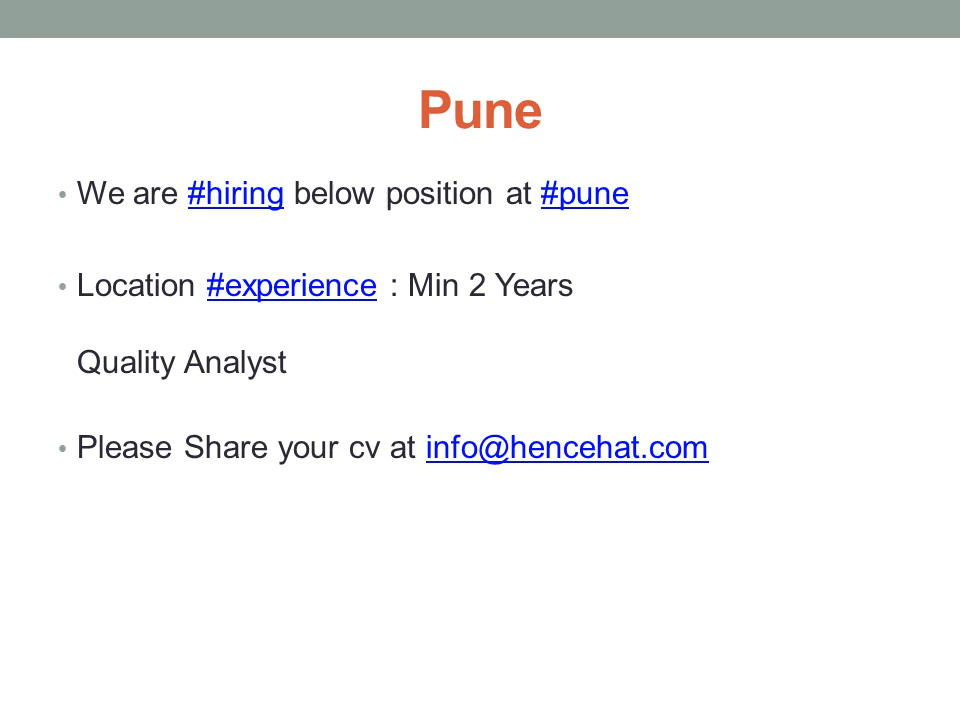 Pune
• We are #hiring below position at #pune
• Location #experience : Min 2 Years
Quality Analyst
• Please Share your cv at info@hencehat.com